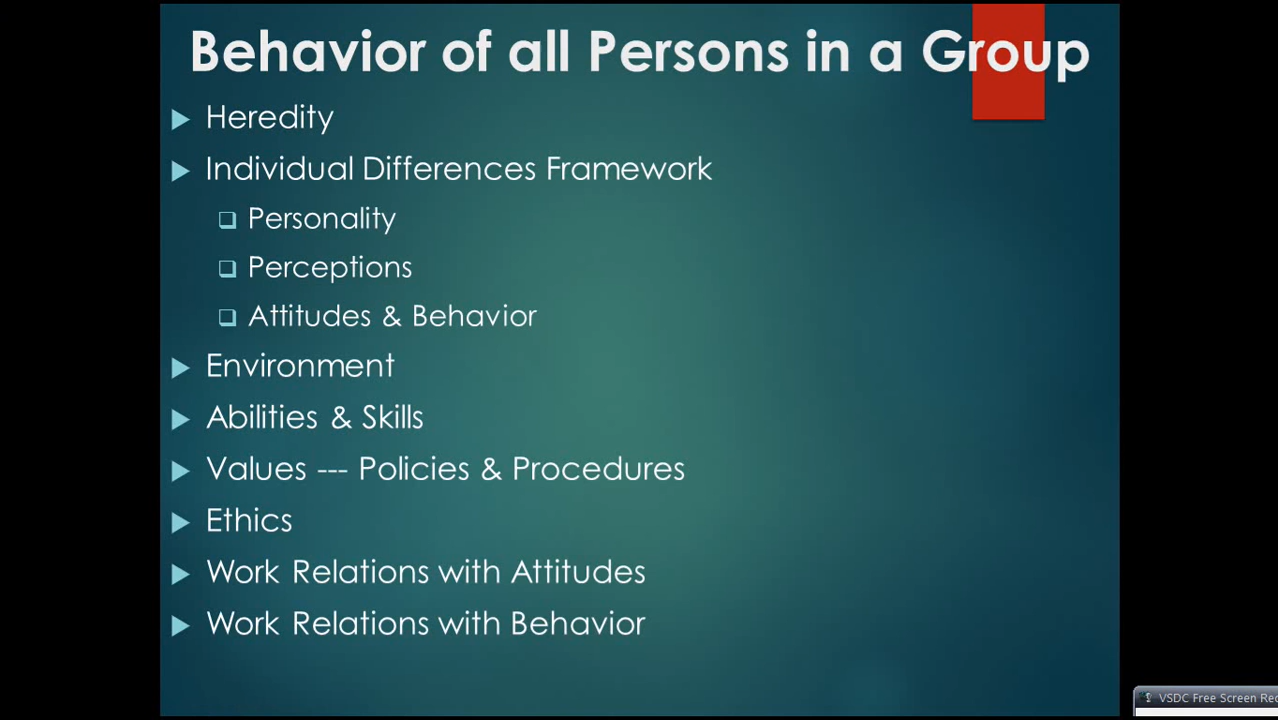 Behavior of all Persons in a Group
Heredity
Individual Differences Framework
Personality
Perceptions
Attitudes & Behavior
Environment
Abilities & Skills
Values --- Policies & Procedures
Ethics
Work Relations with Attitudes
Work Relations with Behavior
VSDC Free Screen Rec